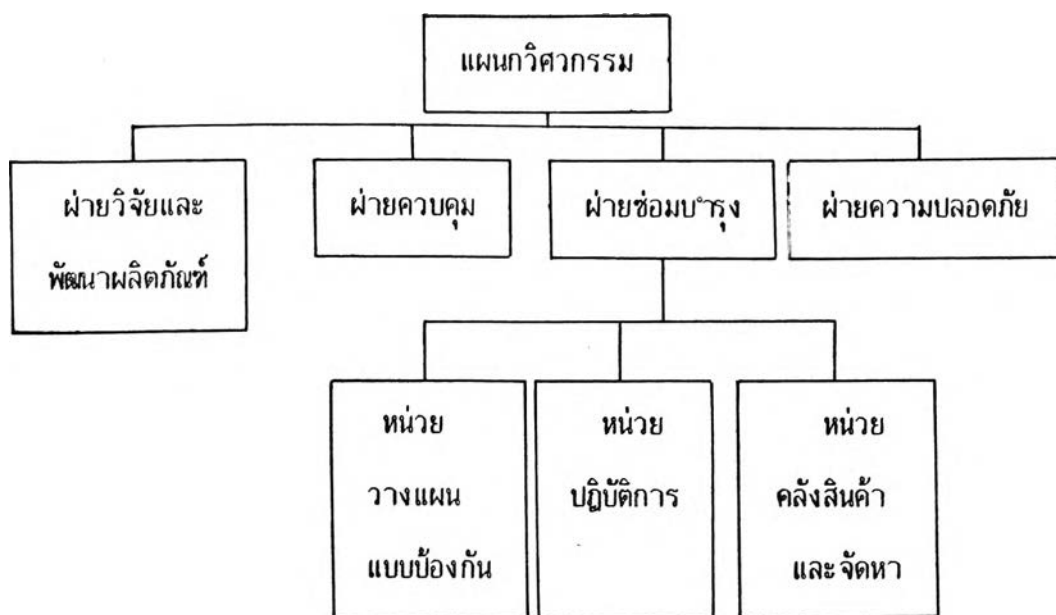 แผนกวิศวกรรม
ฝ่ายวิจัยและ
พัฒนาผลิตภัณฑ์
ฝ่ายควบคุม
ฝ่ายซ่อมบำรุง
ฝ่ายความปลอดภัย
หน่วย
วางแผน
แบบป้องกัน
หน่วย
ปฏิบัติการ
หน่วย
คลังสินค้า
และจัดหา